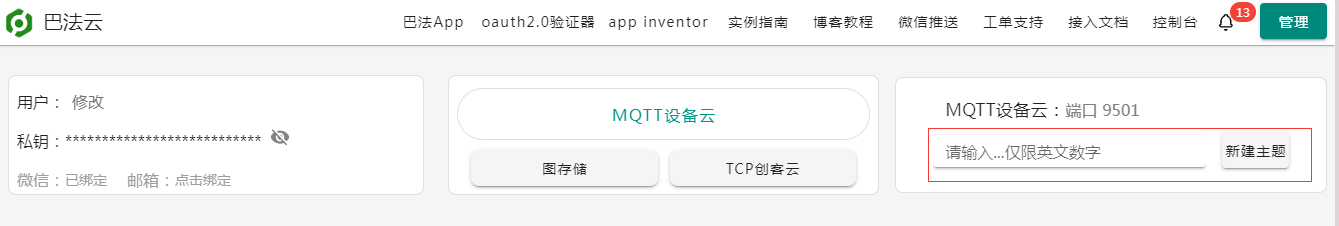 巴法云 巴法App oauth2.0验证器 app inventor 实例指南 博客教程 微信推送 工单支持 接入文档 控制台 13 管理
用户： 修改
私钥：***************************
微信：已绑定 邮箱：点击绑定
MQTT设备云
图存储 TCP创客云
MQTT设备云：端口 9501
请输入...仅限英文数字 新建主题